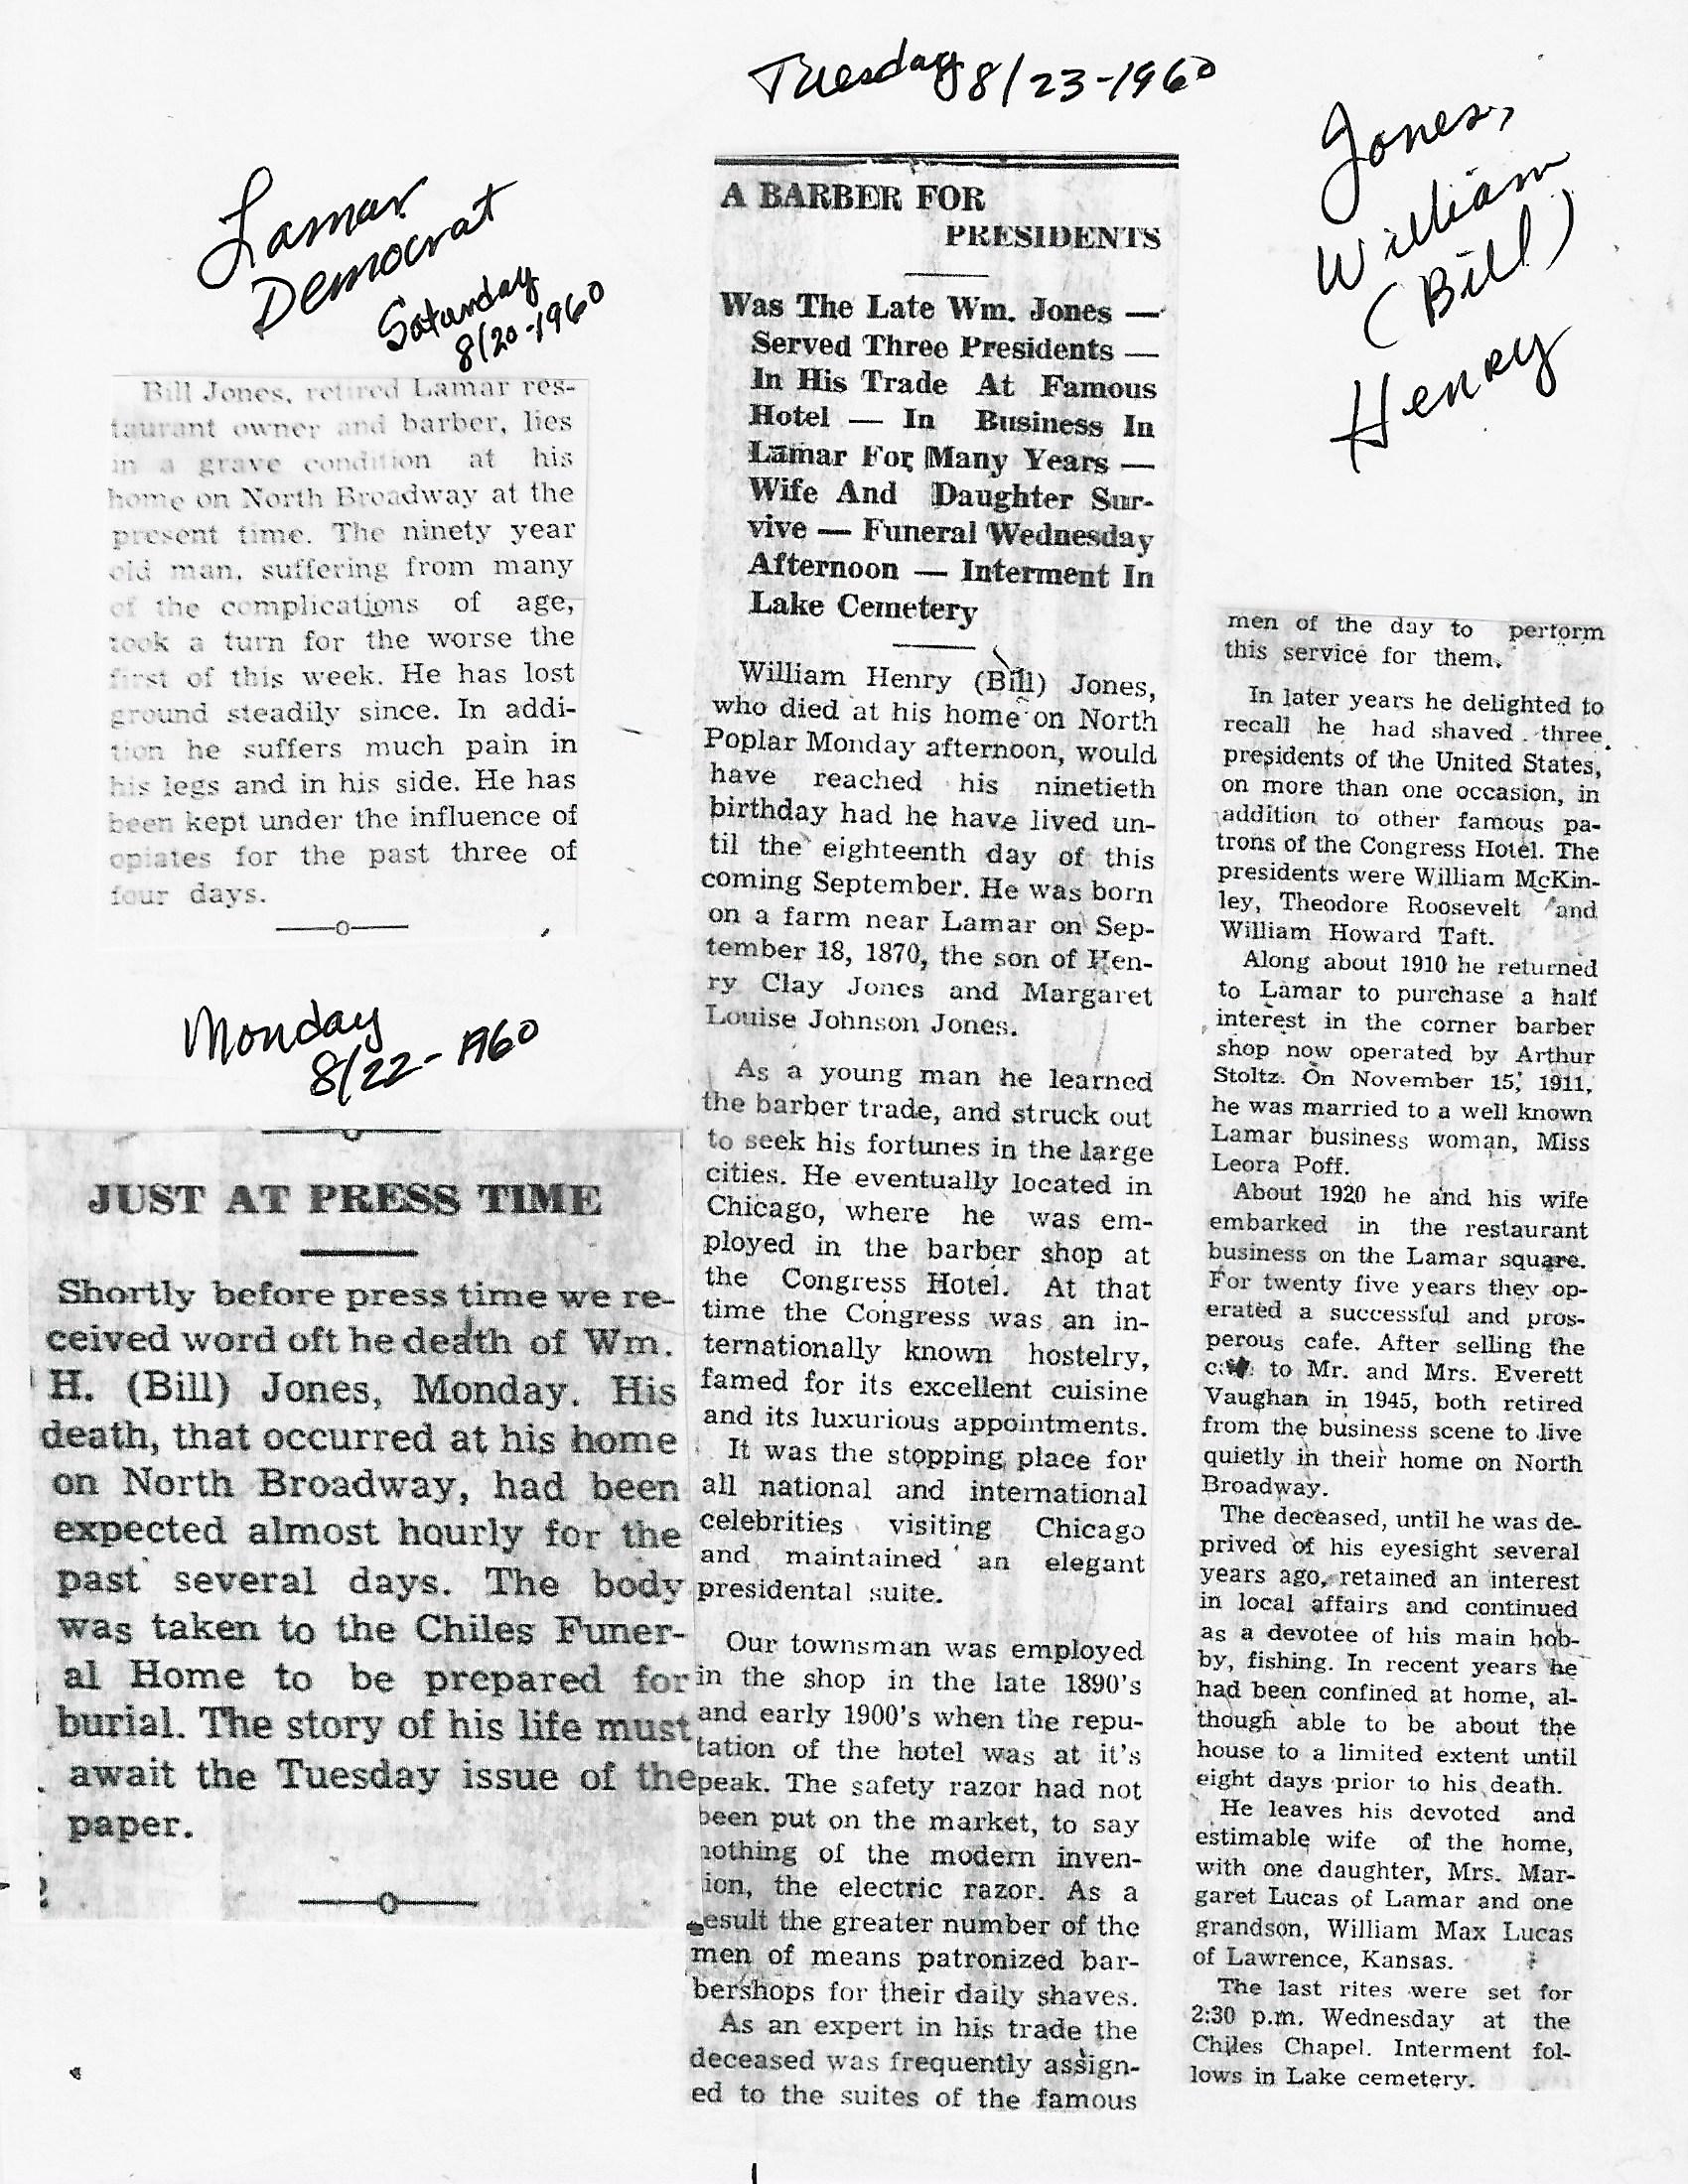 Tuesday 8/23-1960
Jones,
William
(Bill)
Henry
Lamar
Democrat
Saturday
8/20-1960
Bill Jones, retired Lamar res-
taurant owner and barber, lies
in a grave condition at his
home on North Broadway at the
present time. The ninety year
old man, suffering from many
of the complications of age,
took a turn for the worse the
first of this week. He has lost
ground steadily since. In addi-
tion he suffers much pain in
his legs and in his side. He has
been kept under the influence of
opiates for the past three of
four days.
Monday
8/22-1960
JUST AT PRESS TIME
Shortly before press time we re-
ceived word oft he death of Wm.
H. (Bill) Jones, Monday. His
death, that occurred at his home
on North Broadway, had been
expected almost hourly for the
past several days. The body
was taken to the Chiles Funer-
al Home to be prepared for
burial. The story of his life must
await the Tuesday issue of the
paper.
A BARBER FOR
PRESIDENTS
Was The Late Wm. Jones —
Served Three Presidents —
In His Trade At Famous
Hotel — In Business In
Lamar For Many Years —
Wife And Daughter Sur-
vive — Funeral Wednesday
Afternoon — Interment In
Lake Cemetery
William Henry (Bill) Jones,
who died at his home on North
Poplar Monday afternoon, would
have reached his ninetieth
birthday had he have lived un-
til the eighteenth day of this
coming September. He was born
on a farm near Lamar on Sep-
tember 18, 1870, the son of Hen-
ry Clay Jones and Margaret
Louise Johnson Jones.
As a young man he learned
the barber trade, and struck out
to seek his fortunes in the large
cities. He eventually located in
Chicago, where he was em-
ployed in the barber shop at
the Congress Hotel. At that
time the Congress was an in-
ternationally known hostelry,
famed for its excellent cuisine
and its luxurious appointments.
It was the stopping place for
all national and international
celebrities visiting Chicago
and maintained an elegant
presidental suite.
Our townsman was employed
in the shop in the late 1890's
and early 1900's when the repu-
tation of the hotel was at it's
peak. The safety razor had not
been put on the market, to say
nothing of the modern inven-
ion, the electric razor. As a
esult the greater number of the
men of means patronized bar-
bershops for their daily shaves.
As an expert in his trade the
deceased was frequently assign-
ed to the suites of the famous
men of the day to perform
this service for them.
In later years he delighted to
recall he had shaved three
presidents of the United States,
on more than one occasion, in
addition to other famous pa-
trons of the Congress Hotel. The
presidents were William McKin-
ley, Theodore Roosevelt and
William Howard Taft.
Along about 1910 he returned
to Lamar to purchase a half
interest in the corner barber
shop now operated by Arthur
Stoltz. On November 15, 1911,
he was married to a well known
Lamar business woman, Miss
Leora Poff.
About 1920 he and his wife
embarked in the restaurant
business on the Lamar square.
For twenty five years they op-
erated a successful and pros-
perous cafe. After selling the
to Mr. and Mrs. Everett
Vaughan in 1945, both retired
from the business scene to live
quietly in their home on North
Broadway.
The deceased, until he was de-
prived of his eyesight several
years ago, retained an interest
in local affairs and continued
as a devotee of his main hob-
by, fishing. In recent years he
had been confined at home, al-
though able to be about the
house to a limited extent until
eight days prior to his death.
He leaves his devoted and
estimable wife of the home,
with one daughter, Mrs. Mar-
garet Lucas of Lamar and one
grandson, William Max Lucas
of Lawrence, Kansas.
The last rites were set for
2:30 p.m. Wednesday at the
Chiles Chapel. Interment fol-
lows in Lake cemetery.